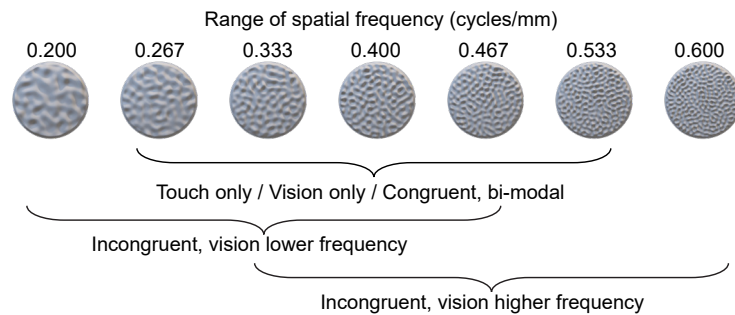 Range of spatial frequency (cycles/mm)
0.200 0.267 0.333 0.400 0.467 0.533 0.600
Touch only / Vision only / Congruent, bi-modal
Incongruent, vision lower frequency
Incongruent, vision higher frequency